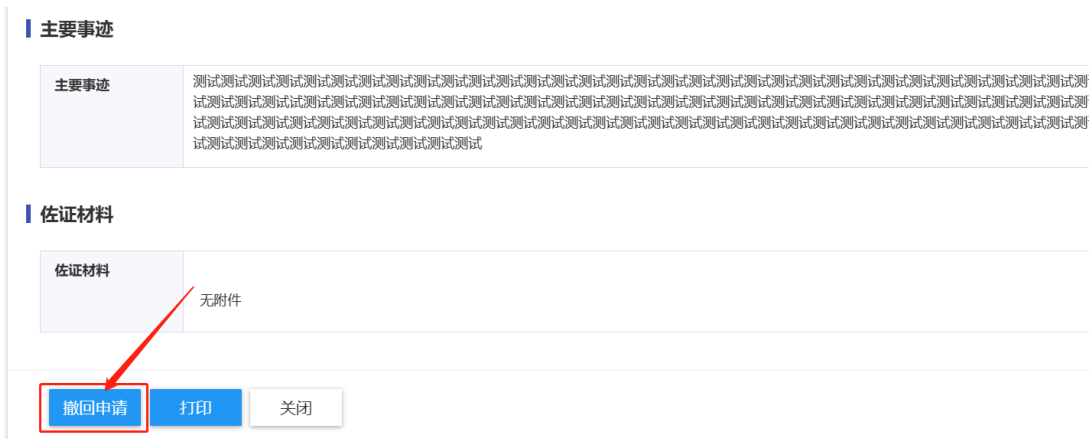 主要事迹
主要事迹
测试测试测试测试测试测试测试测试测试测试测试测试测试测试测试测试测试测试测试测试测试测试测试测试测试测试测试测试测试测试测试测试测
试测试测试测试测试测试测试测试测试测试测试测试测试测试测试测试测试测试测试测试测试测试测试测试测试测试测试测试测试测试测试测试测
试测试测试测试测试测试测试测试测试测试测试测试测试测试测试测试测试测试测试测试测试测试测试测试测试测试测试测试测试测试测试测试测
试测试测试测试测试测试测试测试测试测试测试
佐证材料
佐证材料
无附件
撤回申请 打印 关闭